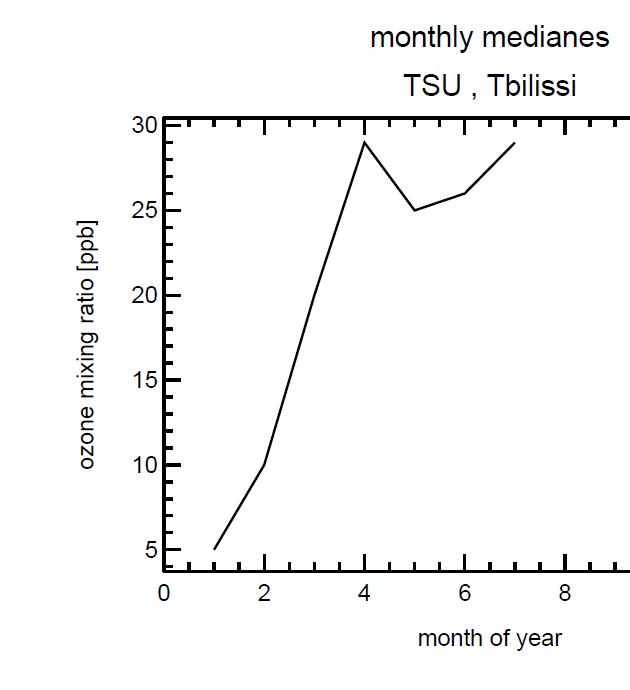 monthly medianes
TSU , Tbilissi
ozone mixing ratio [ppb]
30
25
20
15
10
5
0 2 4 6 8
month of year